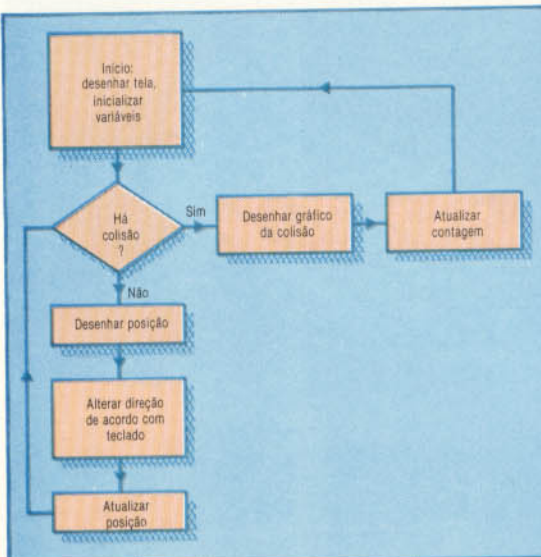 Início:
desenhar tela,
inicializar
variáveis
Há
colisão
?
Sim
Desenhar gráfico
da colisão
Atualizar
contagem
Não
Desenhar posição
Alterar direção
de acordo com
teclado
Atualizar
posição